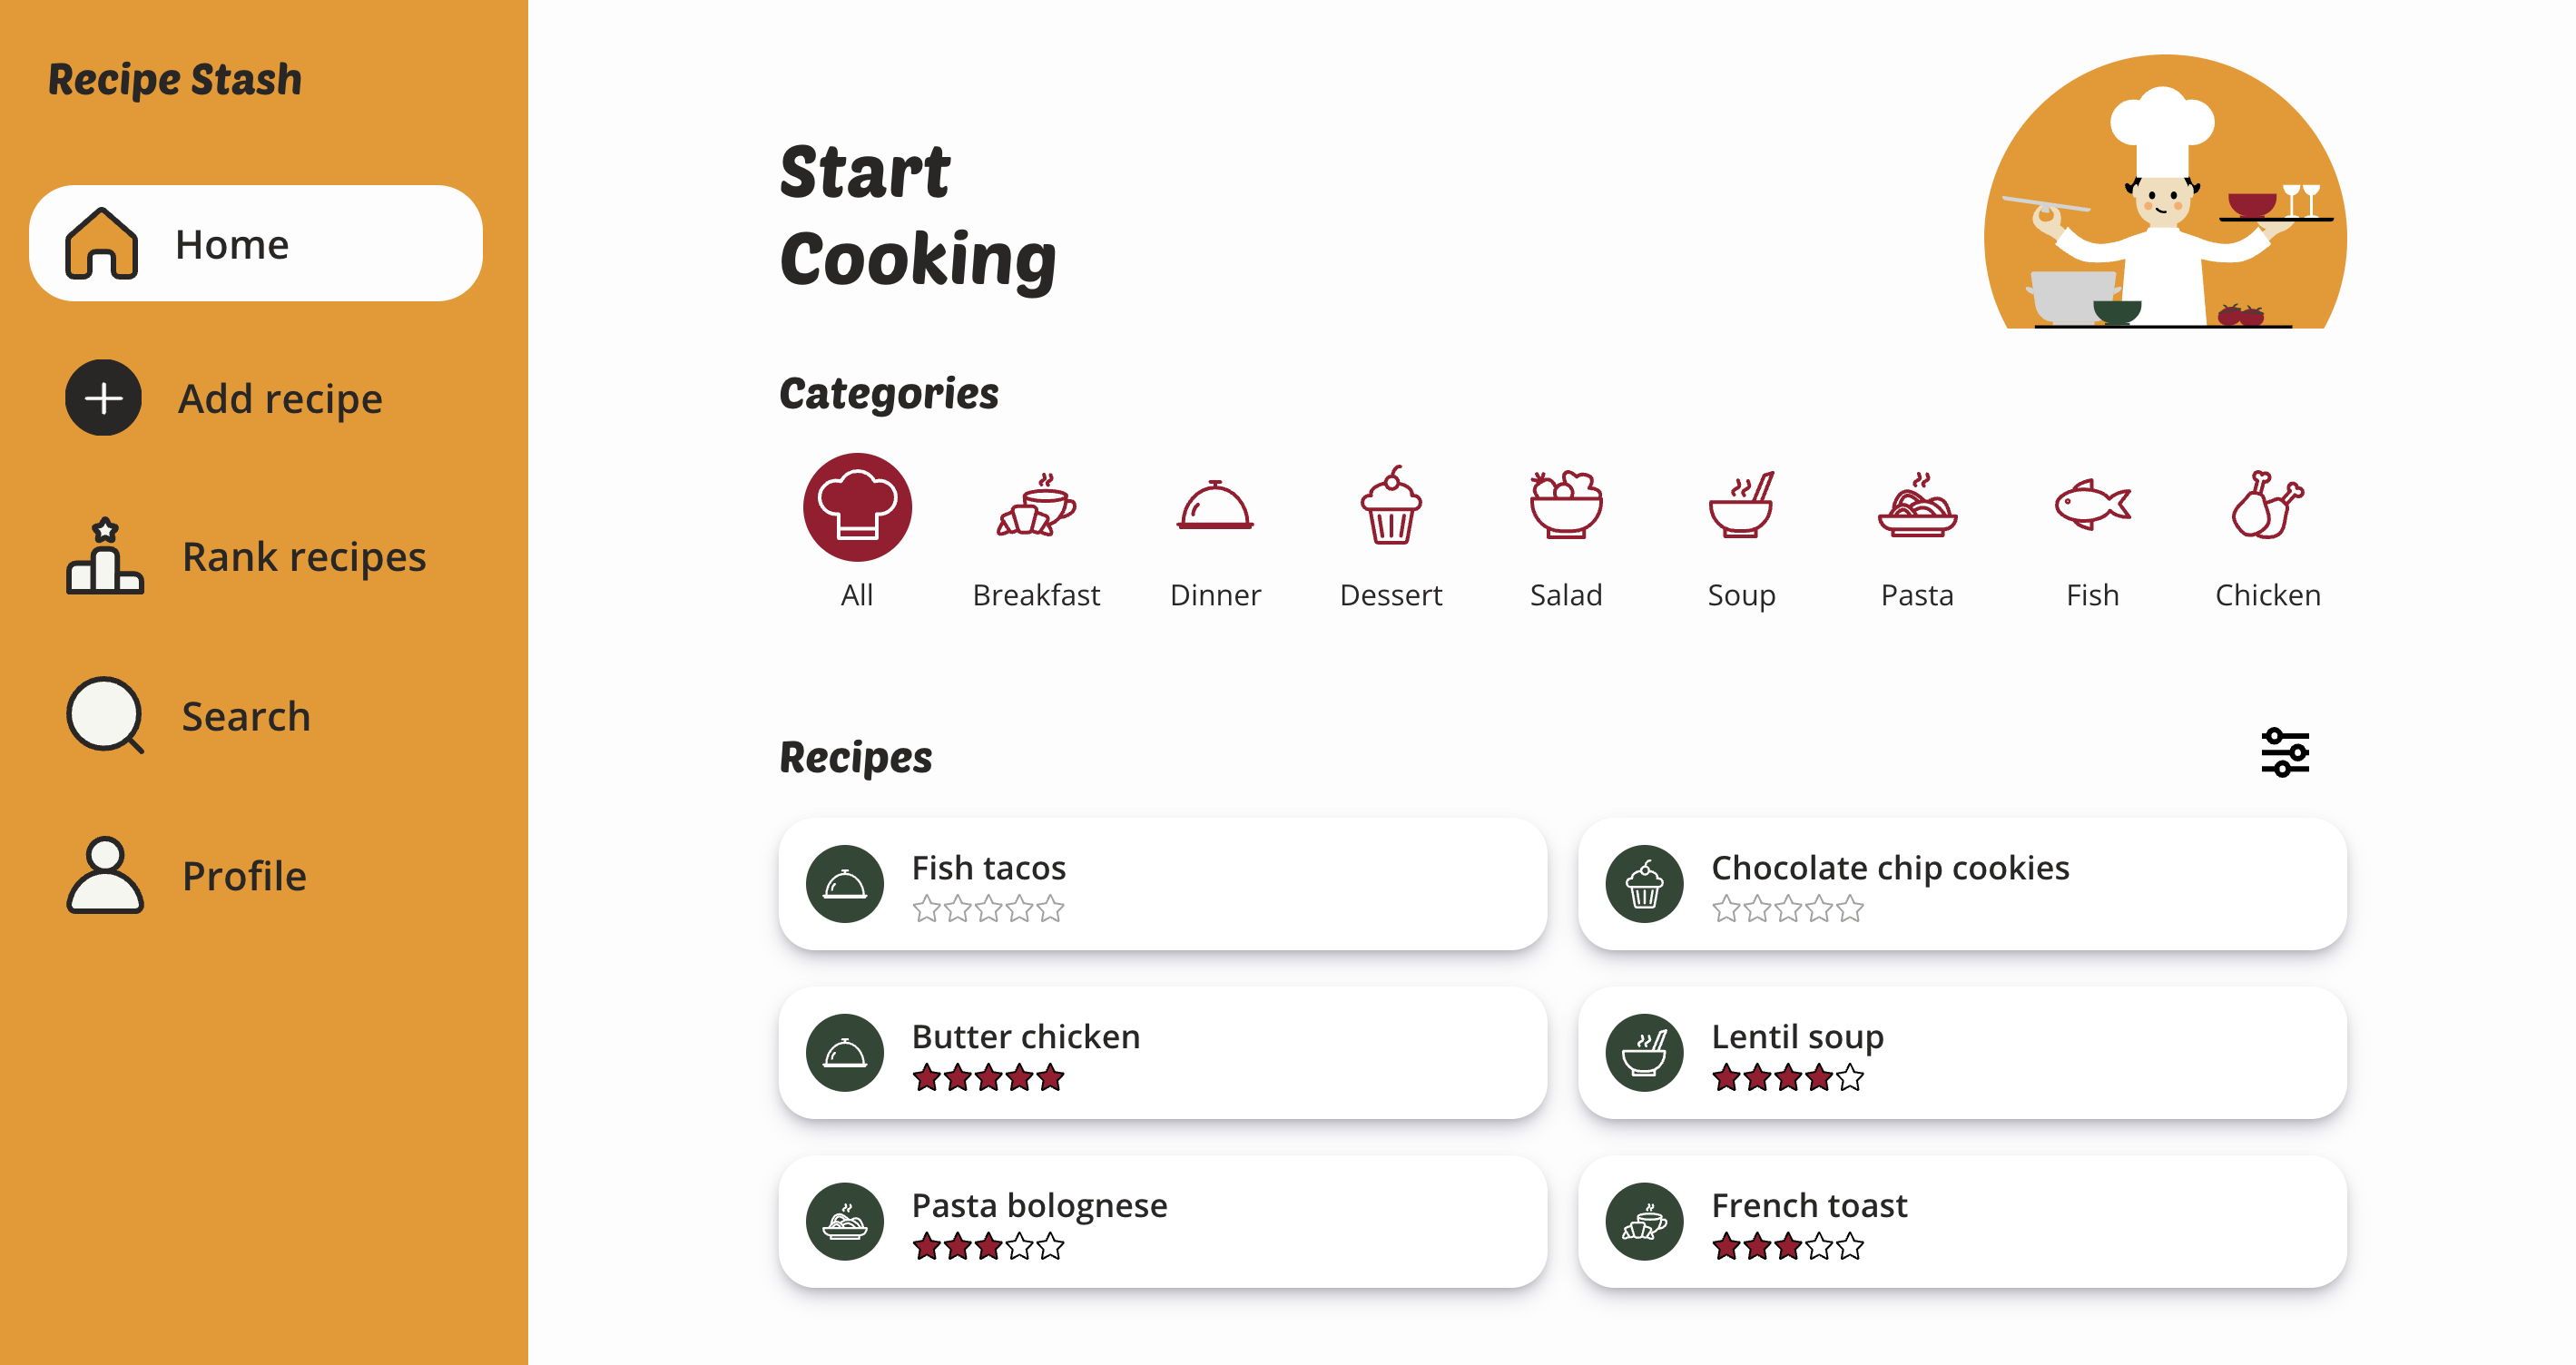 Recipe Stash
Home
Add recipe
Rank recipes
Search
Profile
Start
Cooking
Categories
All
Breakfast
Dinner
Dessert
Salad
Soup
Pasta
Fish
Chicken
Recipes
Fish tacos
Chocolate chip cookies
Butter chicken
Lentil soup
Pasta bolognese
French toast